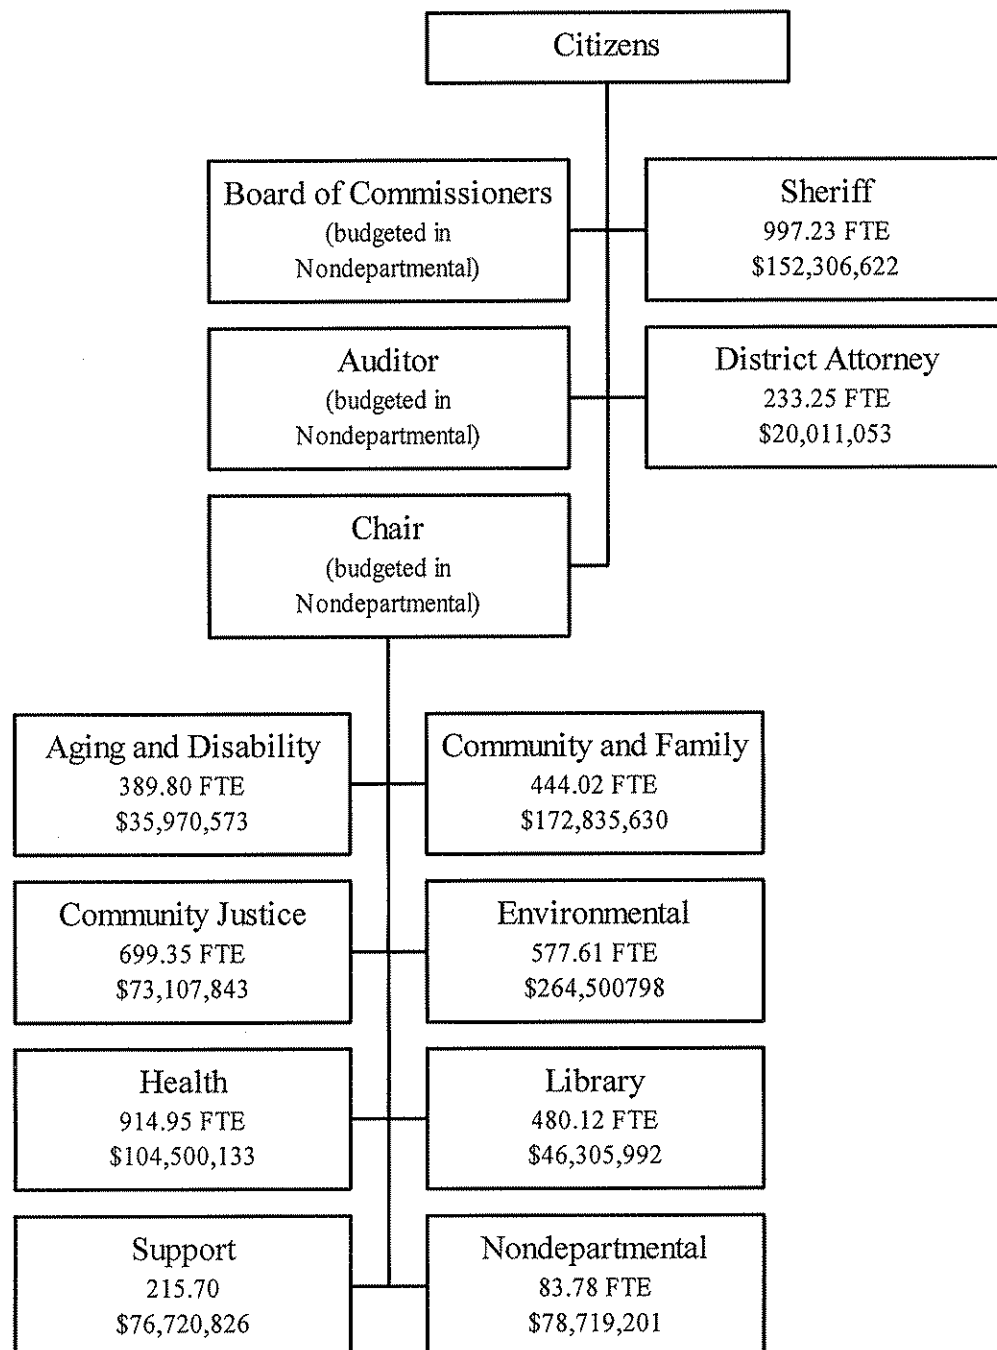 Citizens
Board of Commissioners
(budgeted in
Nondepartmental)
Sheriff
997.23 FTE
$152,306,622
Auditor
(budgeted in
Nondepartmental)
District Attorney
233.25 FTE
$20,011,053
Chair
(budgeted in
Nondepartmental)
Aging and Disability
389.80 FTE
$35,970,573
Community and Family
444.02 FTE
$172,835,630
Community Justice
699.35 FTE
$73,107,843
Environmental
577.61 FTE
$264,500798
Health
914.95 FTE
$104,500,133
Library
480.12 FTE
$46,305,992
Support
215.70
$76,720,826
Nondepartmental
83.78 FTE
$78,719,201